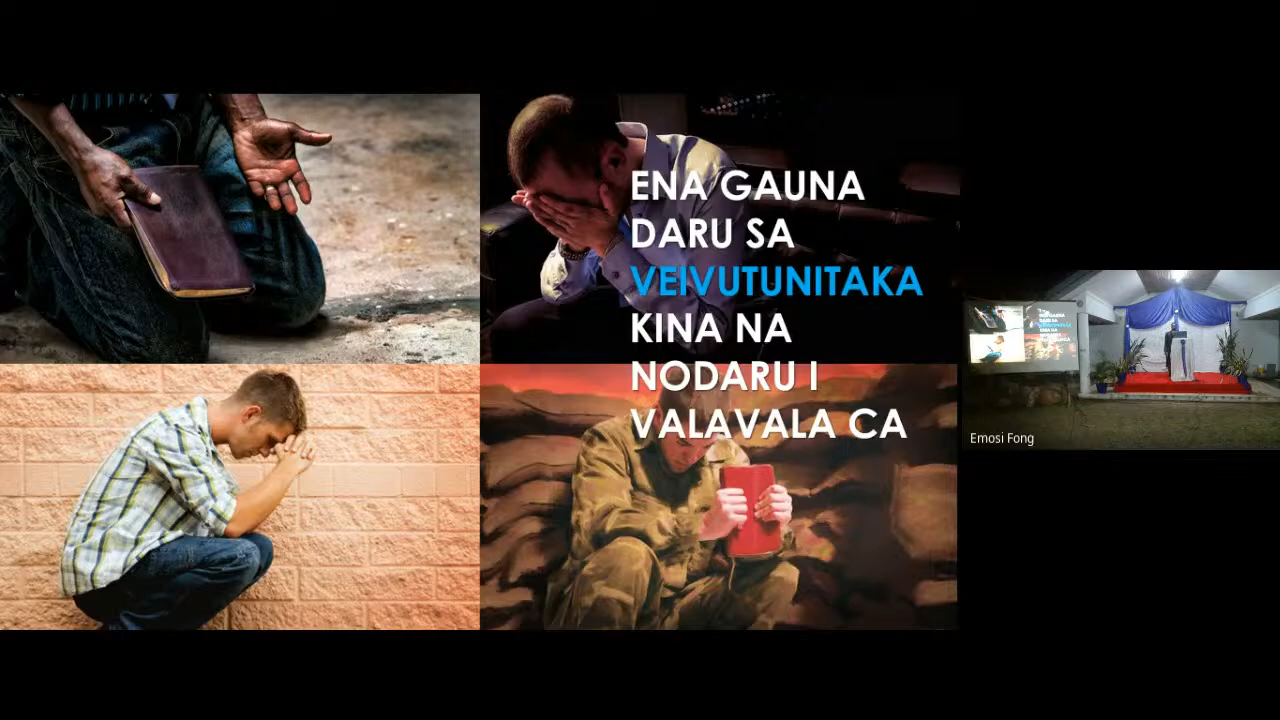 ENA GAUNA
DARU SA
VEIVUTUNITAKA
KINA NA
NODARU I
VALAVALA CA
Emosi Fong